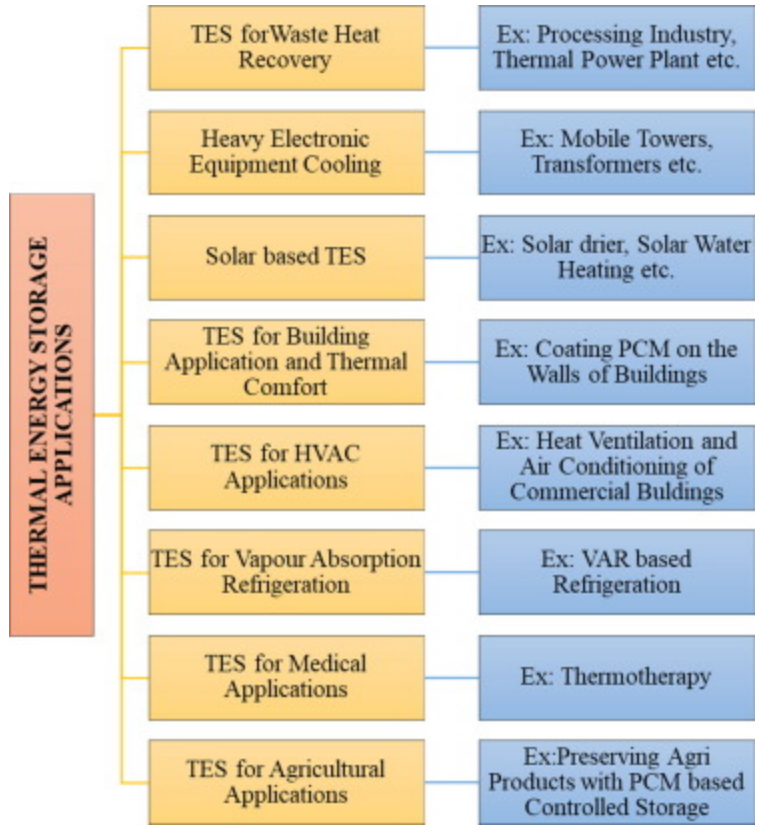 THERMAL ENERGY STORAGE
APPLICATIONS
TES forWaste Heat
Recovery
Ex: Processing Industry,
Thermal Power Plant etc.
Heavy Electronic
Equipment Cooling
Ex: Mobile Towers,
Transformers etc.
Solar based TES
Ex: Solar drier, Solar Water
Heating etc.
TES for Building
Application and Thermal
Comfort
Ex: Coating PCM on the
Walls of Buildings
TES for HVAC
Applications
Ex: Heat Ventilation and
Air Conditioning of
Commercial Buldings
TES for Vapour Absorption
Refrigeration
Ex: VAR based
Refrigeration
TES for Medical
Applications
Ex: Thermotherapy
TES for Agricultural
Applications
Ex:Preserving Agri
Products with PCM based
Controlled Storage